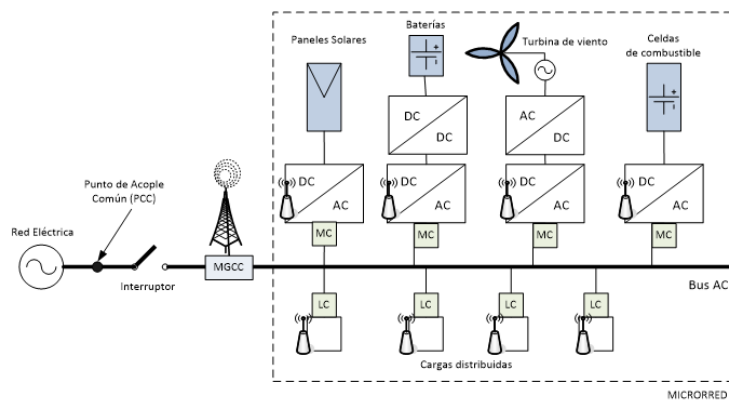 Paneles Solares
Baterías
Turbina de viento
Celdas
de combustible
DC
DC
AC
DC
DC
AC
DC
AC
DC
AC
DC
AC
Punto de Acople
Común (PCC)
Red Eléctrica
Interruptor
MGCC
MC
MC
MC
MC
Bus AC
LC
LC
LC
LC
Cargas distribuidas
MICRORRED